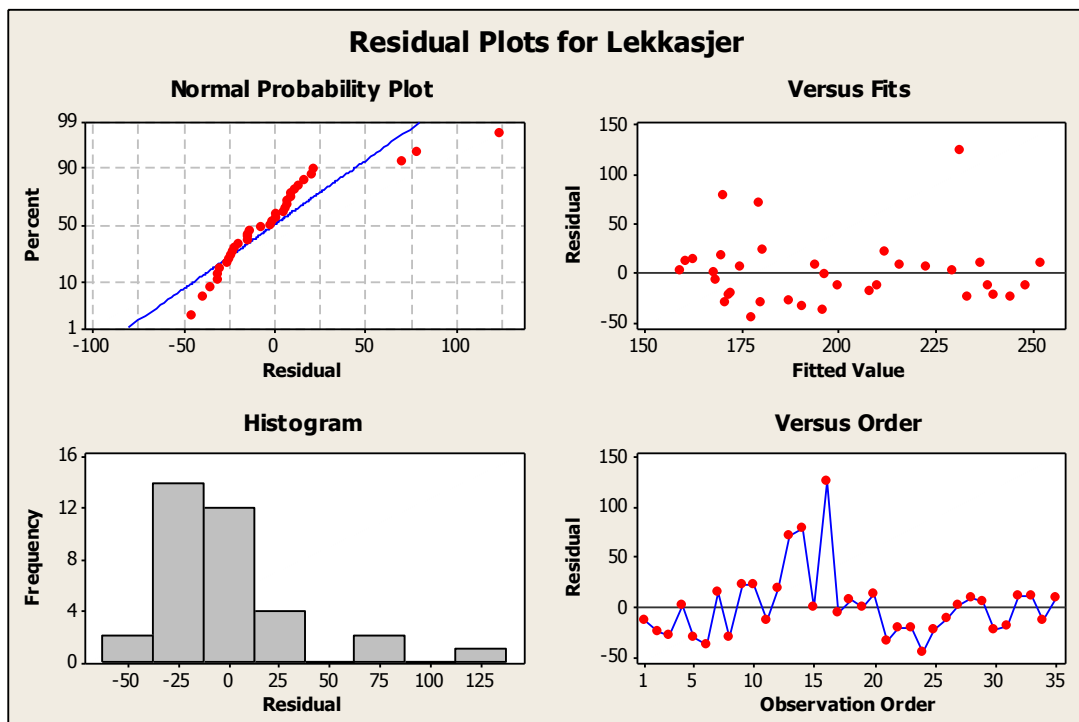 Residual Plots for Lekkasjer
Normal Probability Plot
99
90
50
10
1
-100 -50 0 50 100
Percent
Residual
Versus Fits
150
100
50
0
-50
150 175 200 225 250
Residual
Fitted Value
Histogram
16
12
8
4
0
-50 -25 0 25 50 75 100 125
Frequency
Residual
Versus Order
150
100
50
0
-50
1 5 10 15 20 25 30 35
Residual
Observation Order